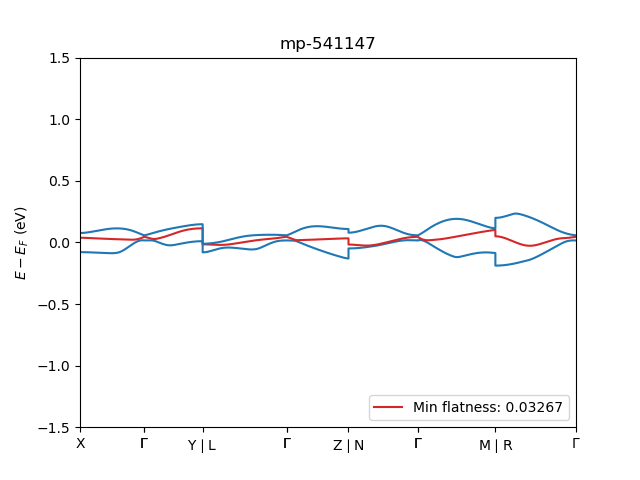 mp-541147
1.5
1.0
0.5
0.0
−0.5
−1.0
−1.5
E − E_F (eV)
Min flatness: 0.03267
X Γ Y | L Γ Z | N Γ M | R Γ